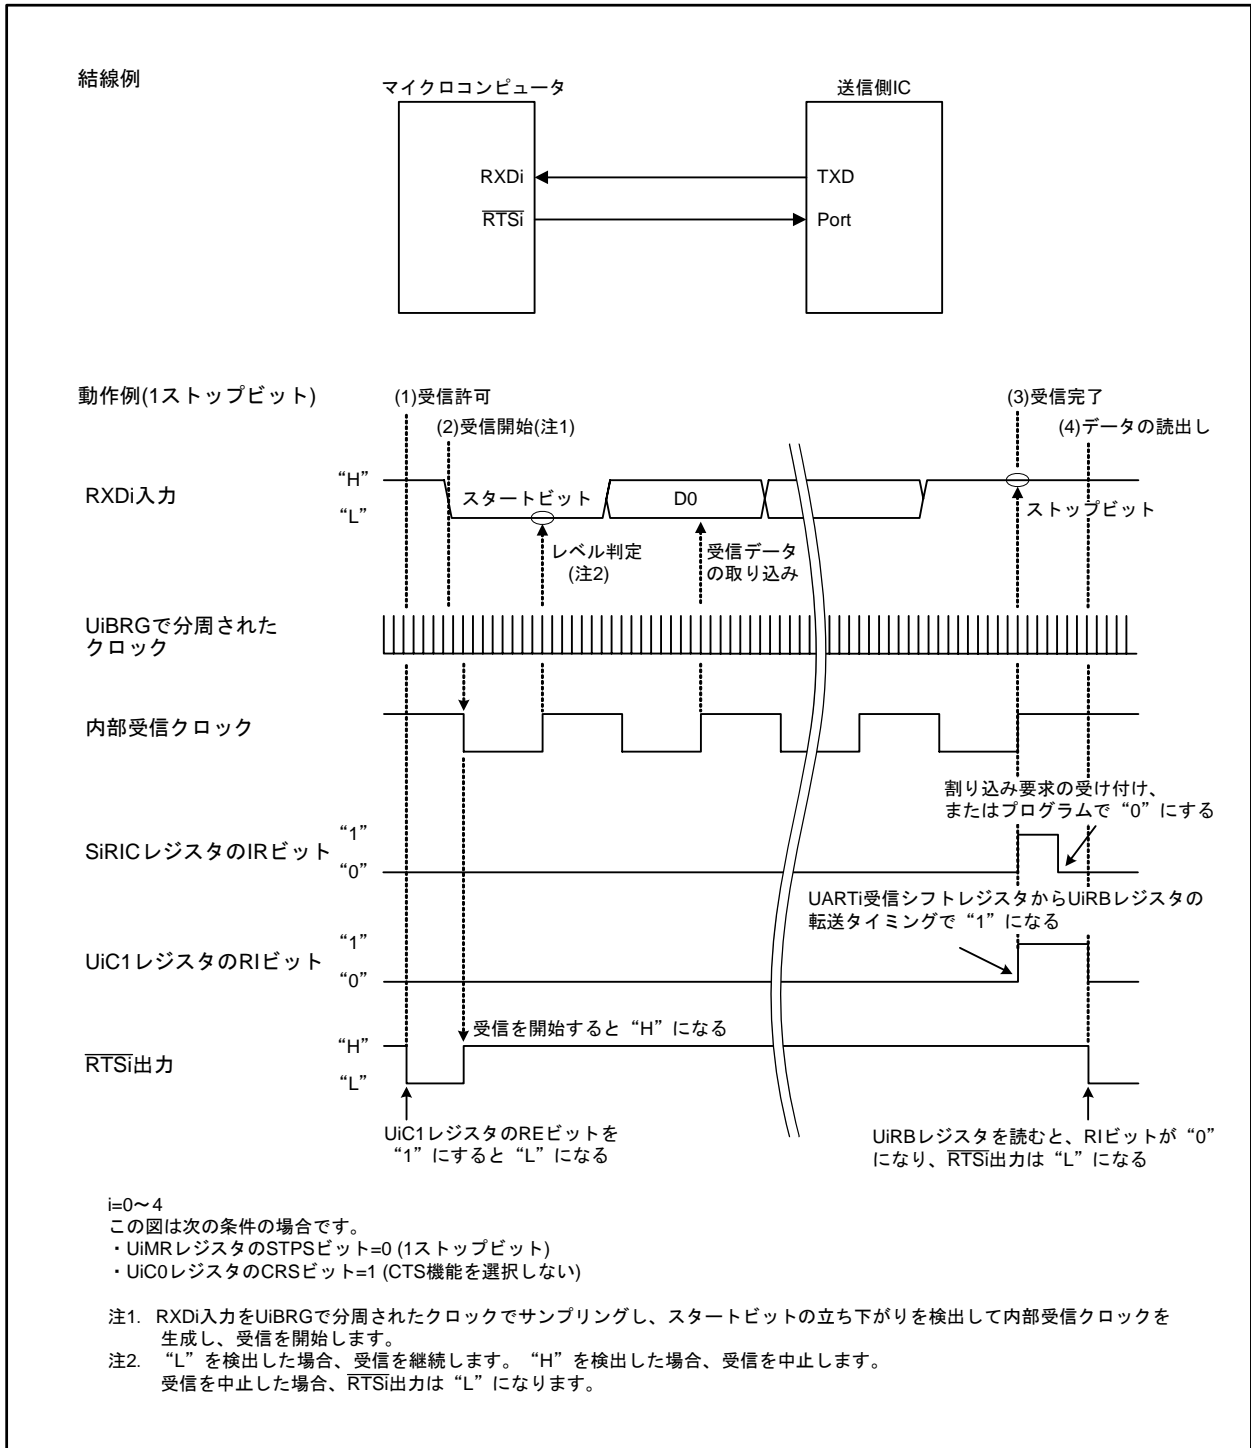 結線例
マイクロコンピュータ
送信側IC
RXDi
TXD
RTSi
Port
動作例(1ストップビット)
(1)受信許可
(3)受信完了
(2)受信開始(注1)
(4)データの読出し
RXDi入力
“H”
“L”
スタートビット
D0
ストップビット
レベル判定
(注2)
受信データ
の取り込み
UiBRGで分周された
クロック
内部受信クロック
割り込み要求の受け付け、
またはプログラムで“0”にする
SiRICレジスタのIRビット
“1”
“0”
UARTi受信シフトレジスタからUiRBレジスタの
転送タイミングで“1”になる
UiC1レジスタのRIビット
“1”
“0”
受信を開始すると“H”になる
RTSi出力
“H”
“L”
UiC1レジスタのREビットを
“1”にすると“L”になる
UiRBレジスタを読むと、RIビットが“0”
になり、RTSi出力は“L”になる
i=0～4
この図は次の条件の場合です。
・UiMRレジスタのSTPSビット=0 (1ストップビット)
・UiC0レジスタのCRSビット=1 (CTS機能を選択しない)
注1. RXDi入力をUiBRGで分周されたクロックでサンプリングし、スタートビットの立ち下がりを検出して内部受信クロックを
生成し、受信を開始します。
注2. “L”を検出した場合、受信を継続します。“H”を検出した場合、受信を中止します。
受信を中止した場合、RTSi出力は“L”になります。